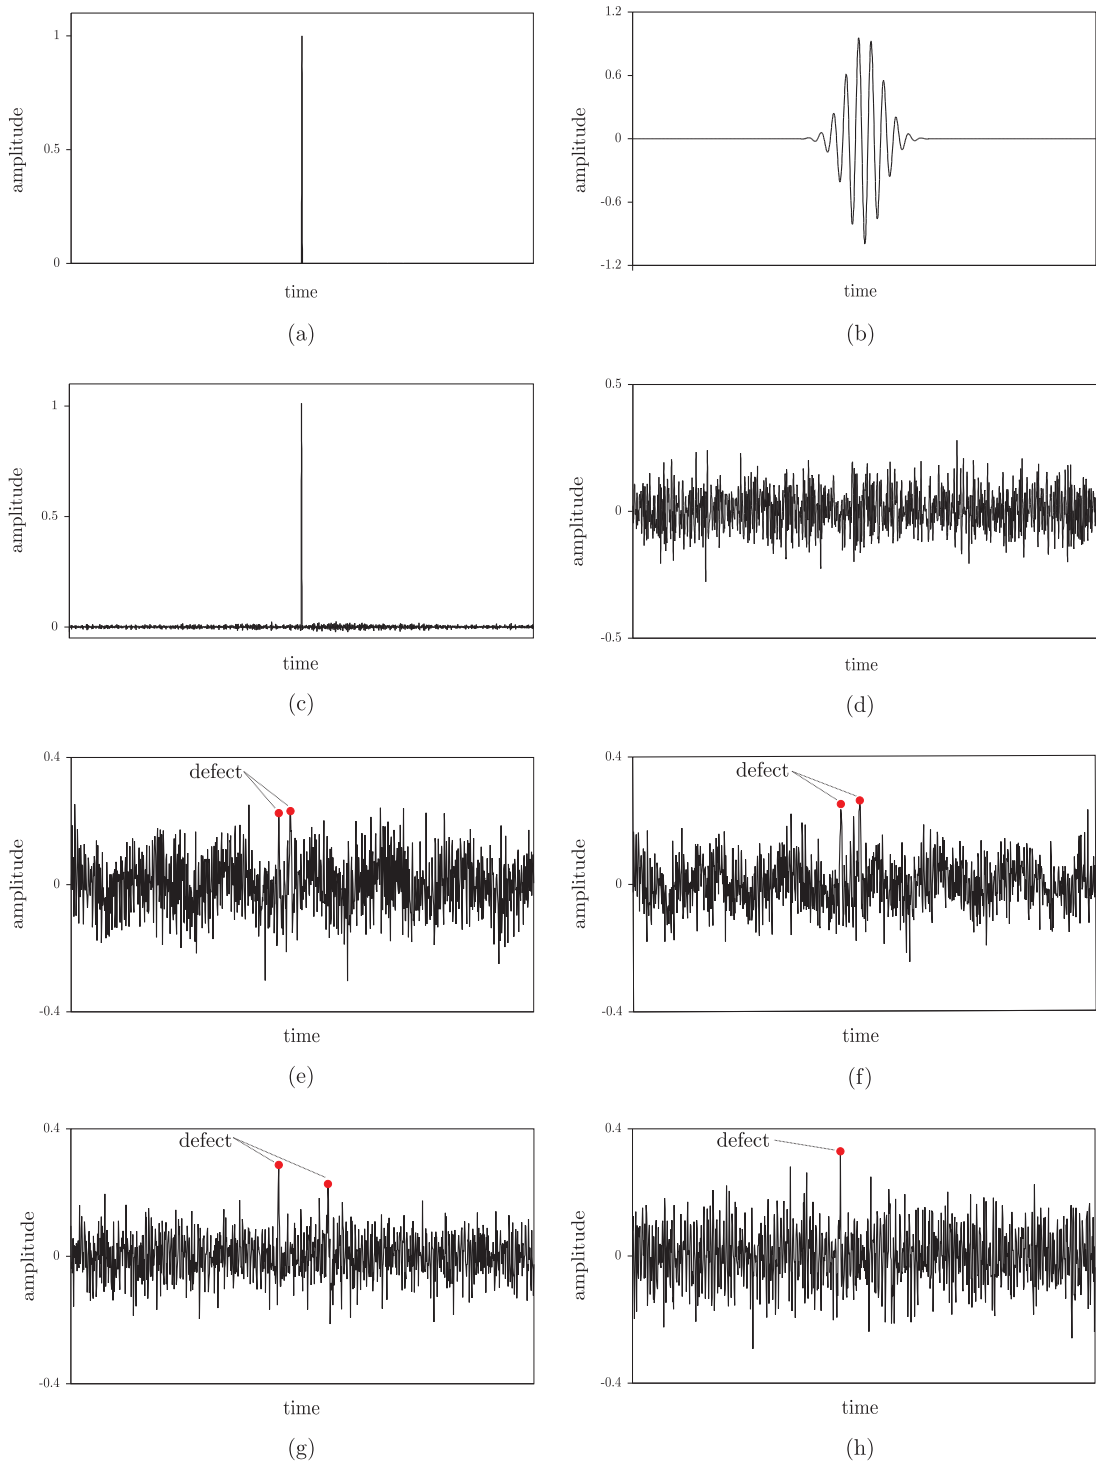 1
0.5
0
amplitude
time
(a)
1.2
0.6
0
-0.6
-1.2
amplitude
time
(b)
1
0.5
0
amplitude
time
(c)
0.5
0
-0.5
amplitude
time
(d)
0.4
0
-0.4
amplitude
defect
time
(e)
0.4
0
-0.4
amplitude
defect
time
(f)
0.4
0
-0.4
amplitude
defect
time
(g)
0.4
0
-0.4
amplitude
defect
time
(h)